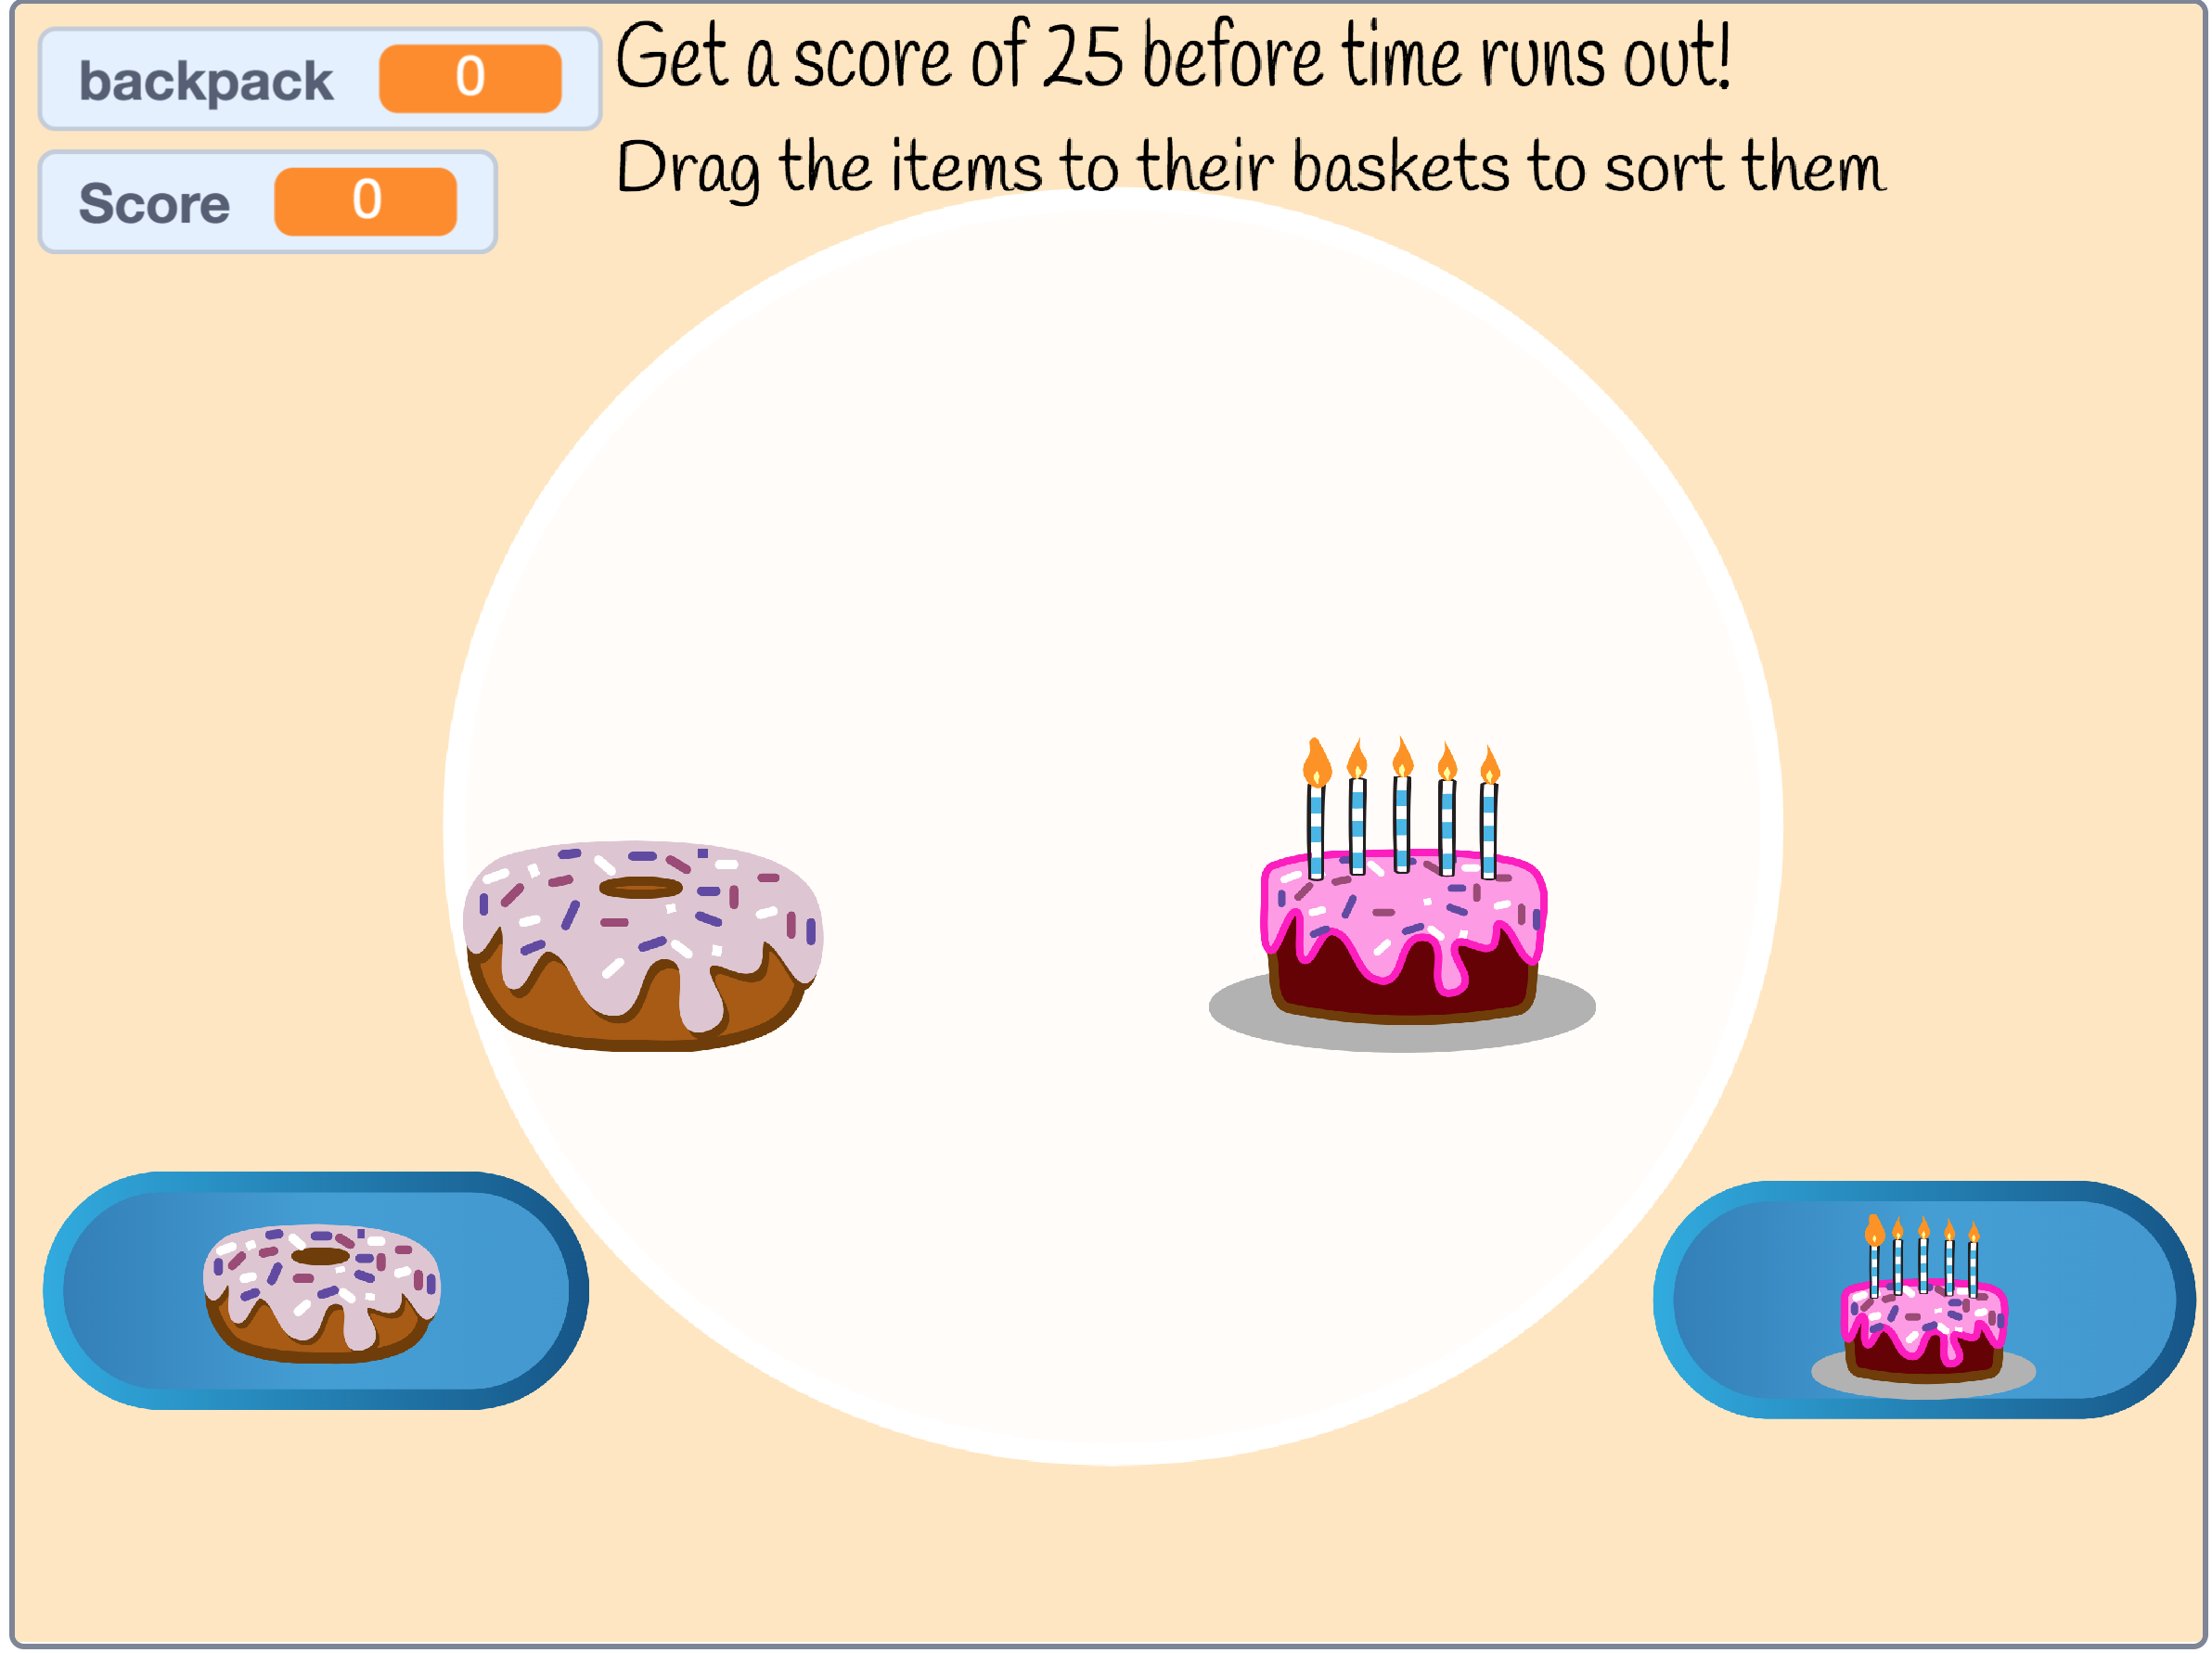 backpack 0
Get a score of 25 before time runs out!
Score 0
Drag the items to their baskets to sort them